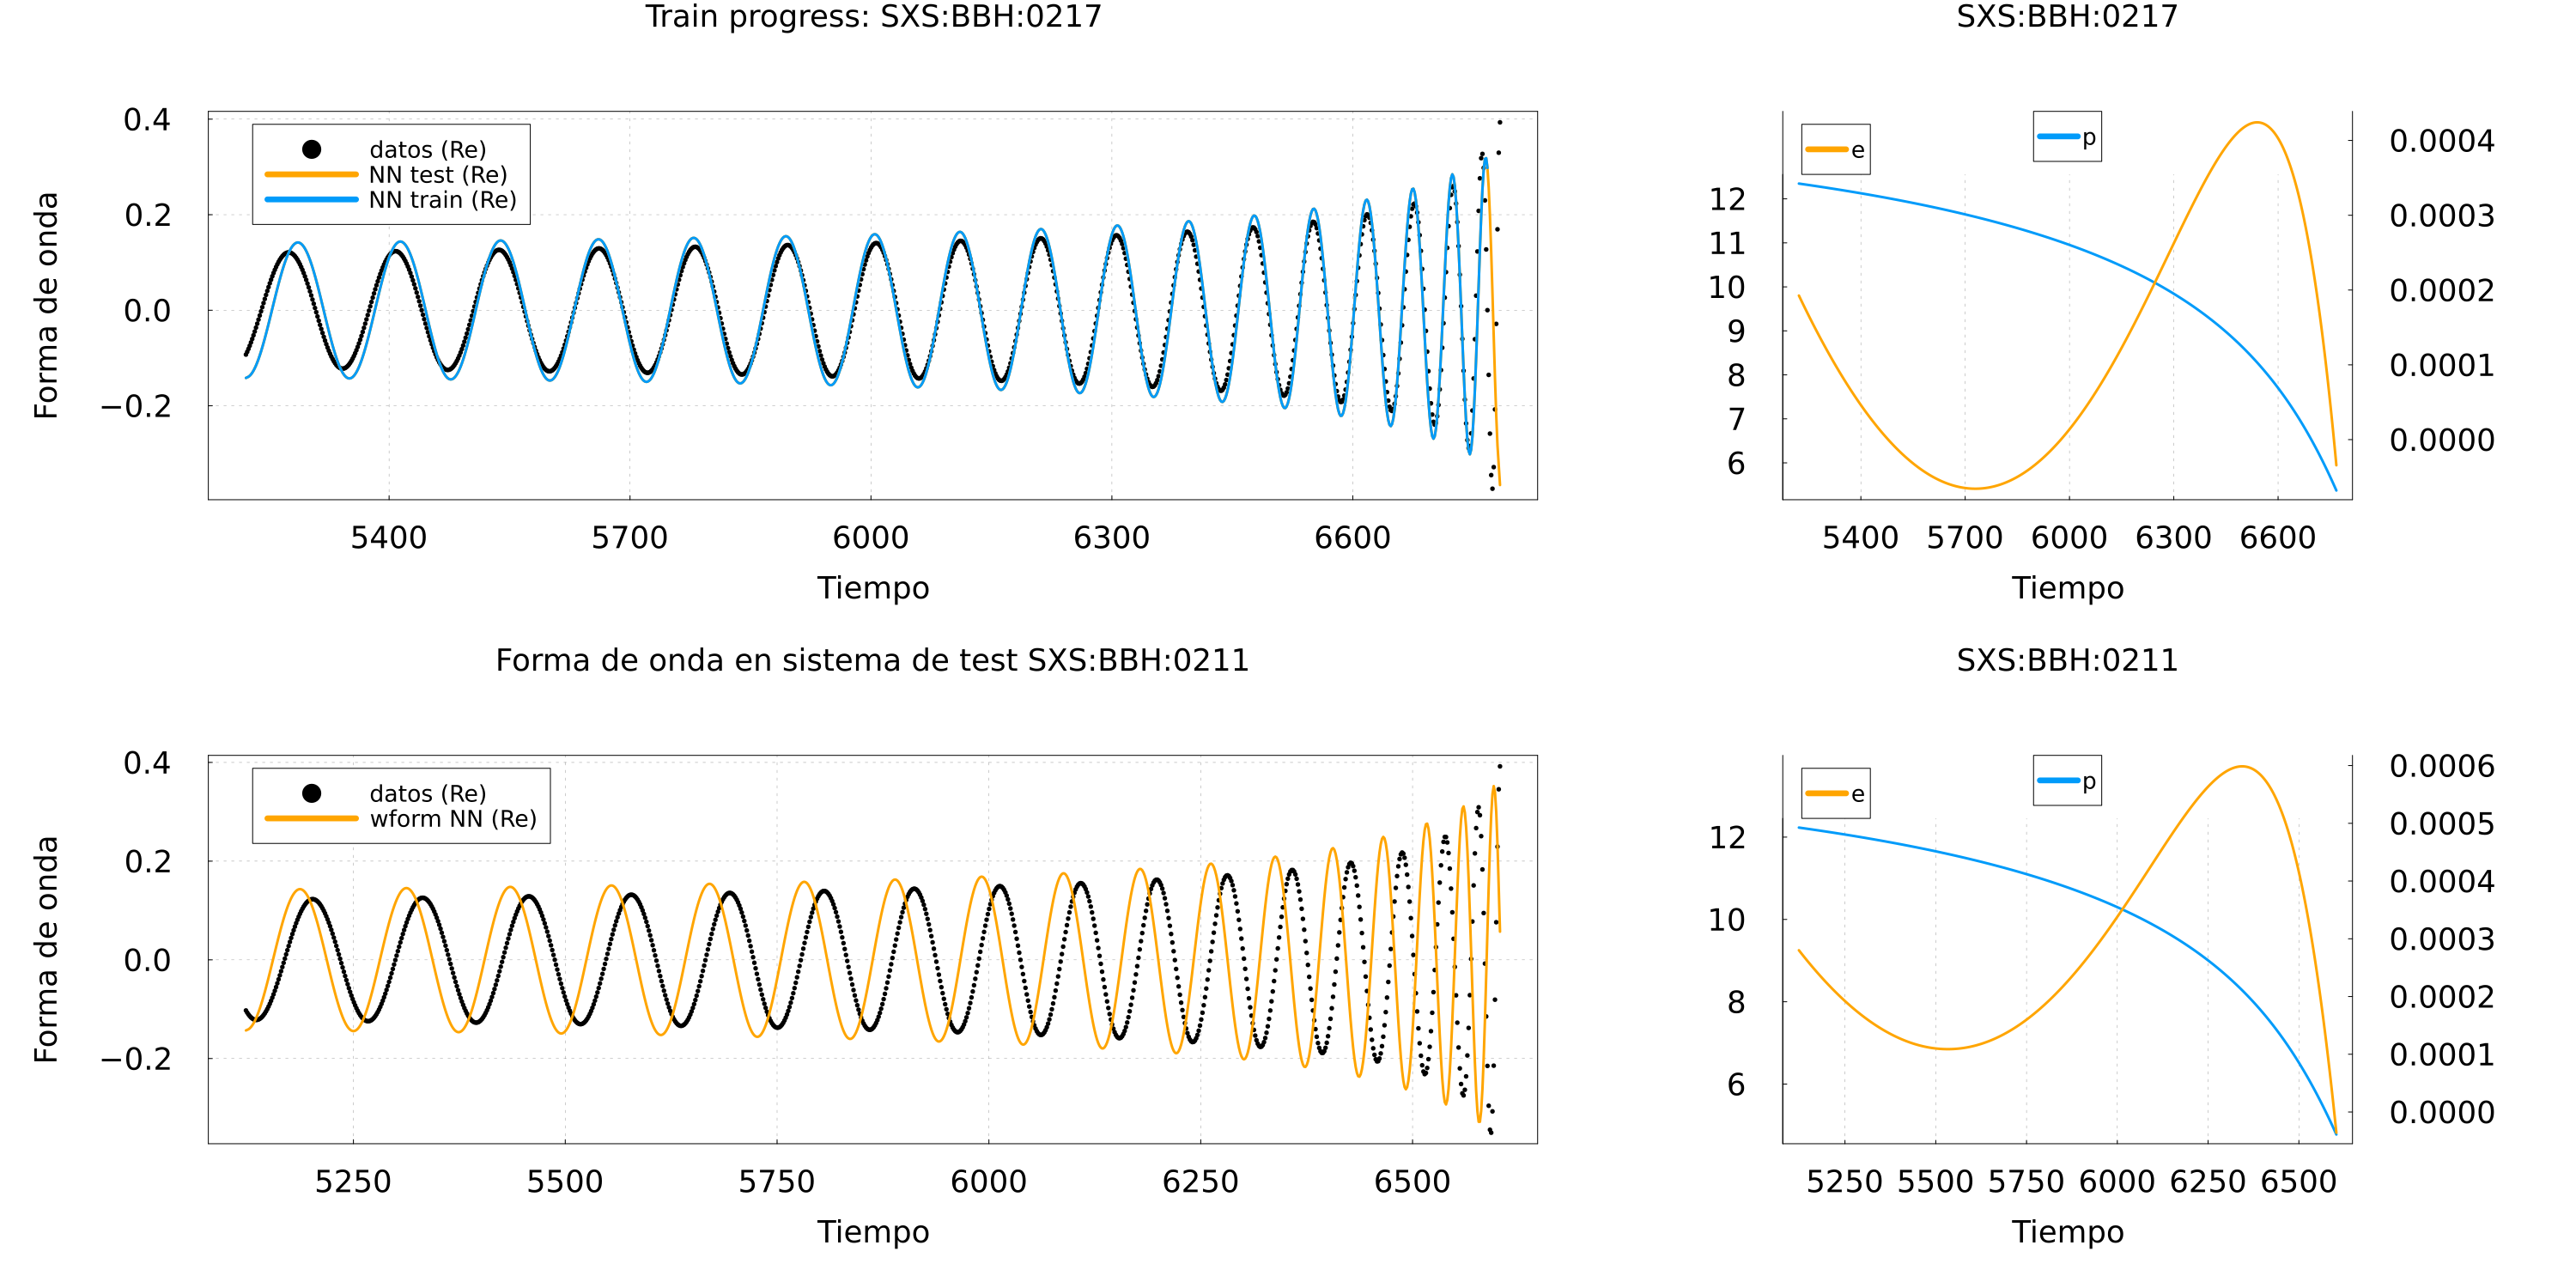 Train progress: SXS:BBH:0217
Forma de onda
0.4
0.2
0.0
−0.2
datos (Re)
NN test (Re)
NN train (Re)
5400 5700 6000 6300 6600
Tiempo
SXS:BBH:0217
e
p
12
11
10
9
8
7
6
0.0004
0.0003
0.0002
0.0001
0.0000
5400 5700 6000 6300 6600
Tiempo
Forma de onda en sistema de test SXS:BBH:0211
Forma de onda
0.4
0.2
0.0
−0.2
datos (Re)
wform NN (Re)
5250 5500 5750 6000 6250 6500
Tiempo
SXS:BBH:0211
e
p
12
10
8
6
0.0006
0.0005
0.0004
0.0003
0.0002
0.0001
0.0000
5250 5500 5750 6000 6250 6500
Tiempo